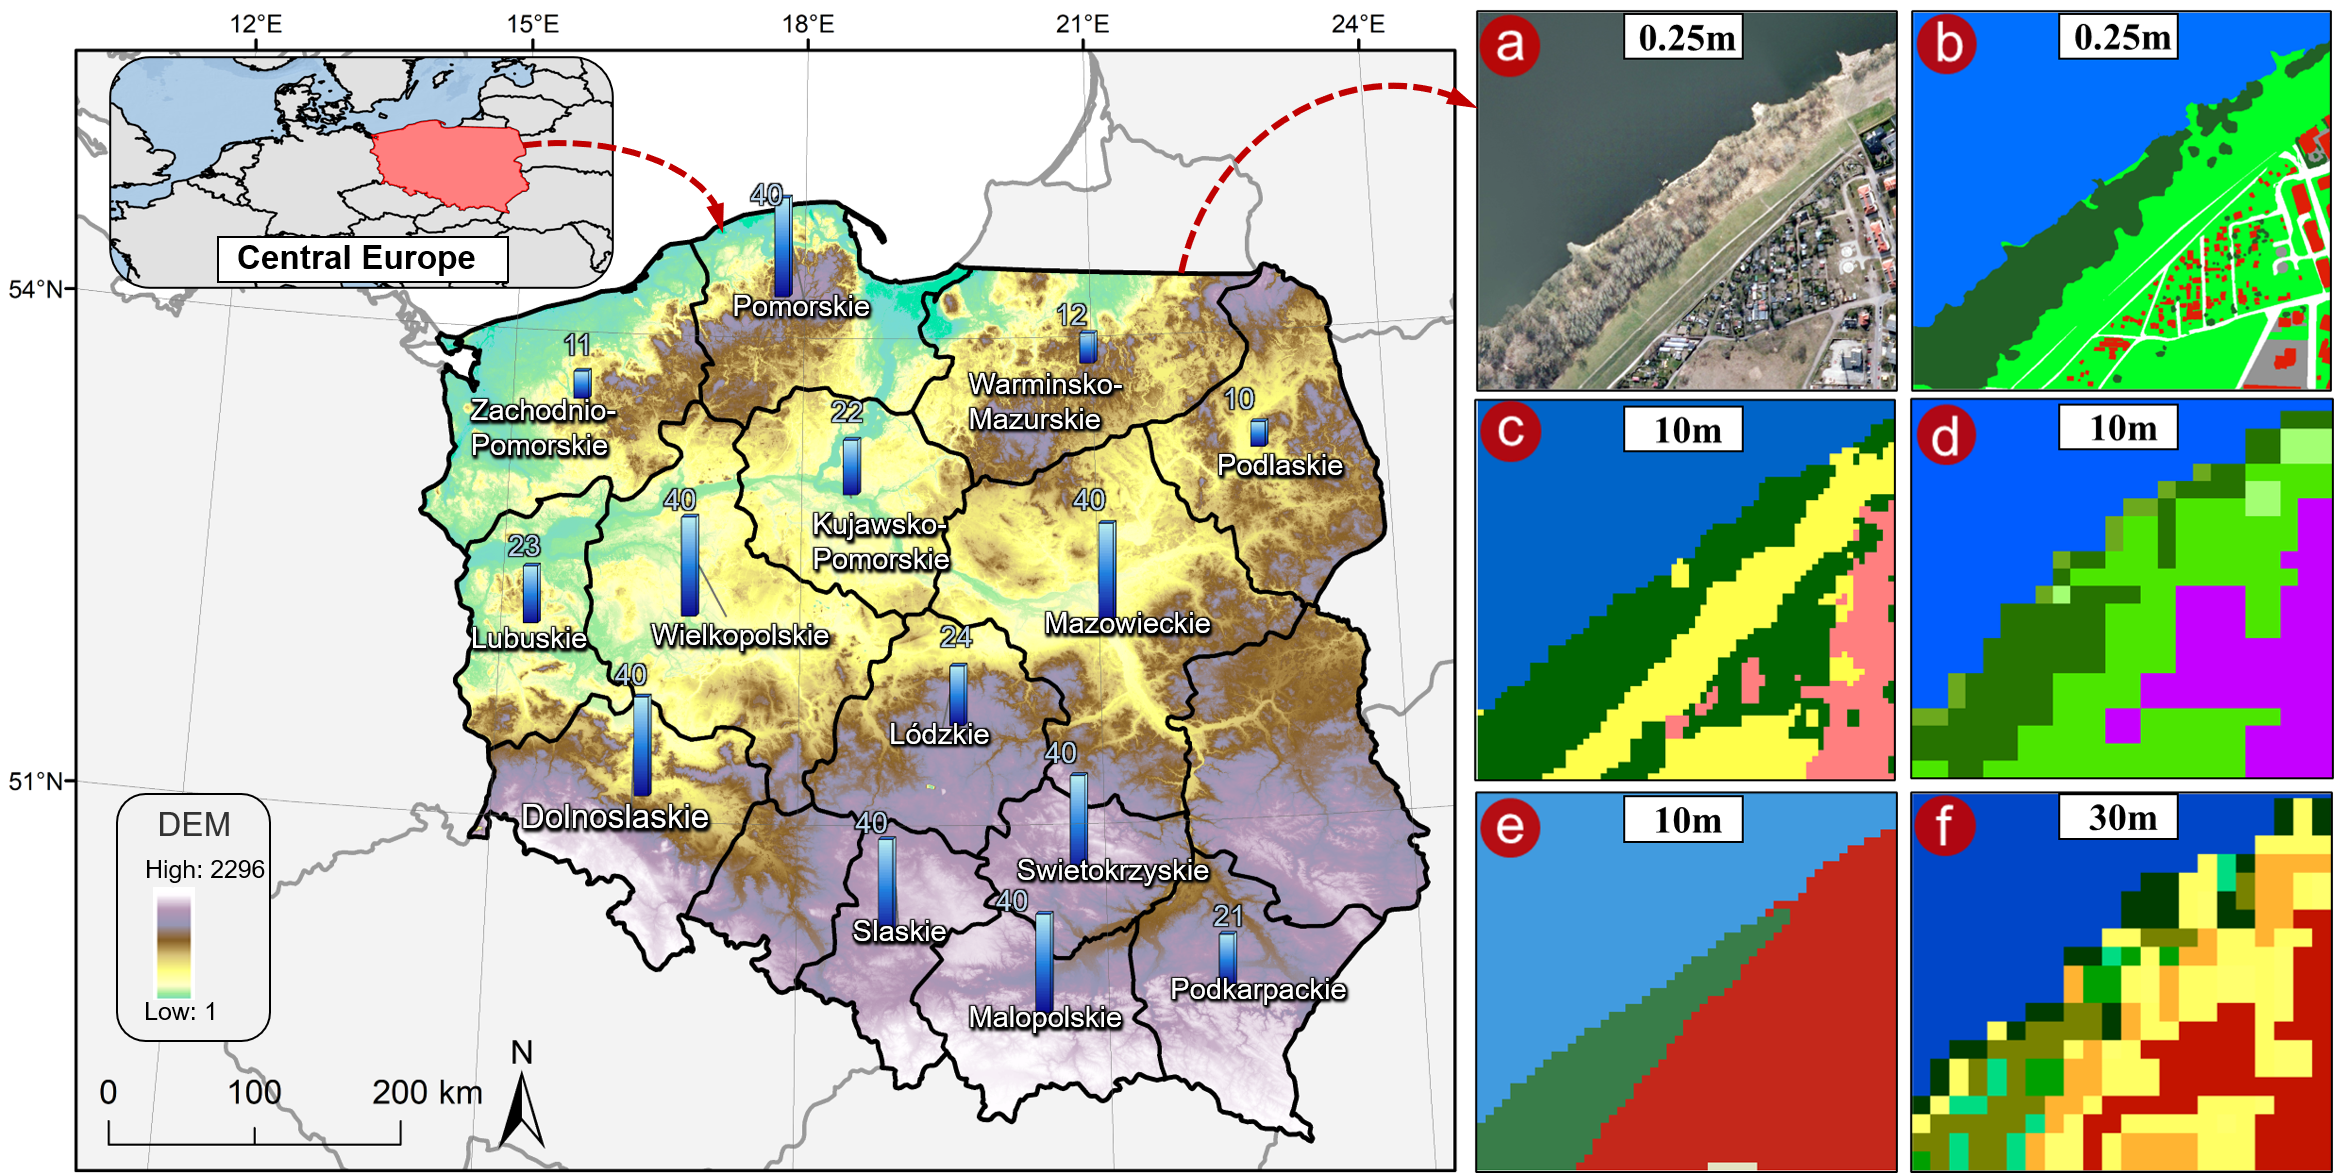 12°E
15°E
18°E
21°E
24°E
54°N
51°N
Central Europe
40
Pomorskie
11
Zachodnio-
Pomorskie
12
Warminsko-
Mazurskie
10
Podlaskie
22
Kujawsko-
Pomorskie
40
Wielkopolskie
40
Mazowieckie
23
Lubuskie
24
Lódzkie
40
Dolnoslaskie
40
Swietokrzyskie
40
Slaskie
40
Malopolskie
21
Podkarpackie
DEM
High: 2296
Low: 1
0
100
200 km
N
a
0.25m
b
0.25m
c
10m
d
10m
e
10m
f
30m